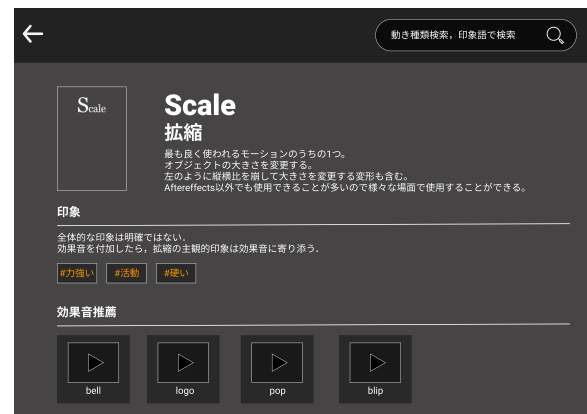 動き種類検索，印象語で検索
Scale
Scale
拡縮
最も良く使われるモーションのうちの1つ。
オブジェクトの大きさを変更する。
左のように縦横比を崩して大きさを変更する変形も含む。
Aftereffects以外でも使用できることが多いので様々な場面で使用することができる。
印象
全体的な印象は明確ではない．
効果音を付加したら，拡縮の主観的印象は効果音に寄り添う．
#力強い #活動 #硬い
効果音推薦
bell logo pop blip